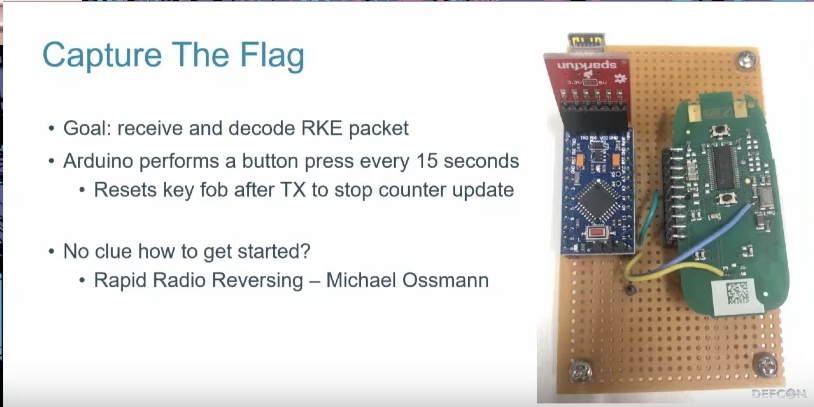 Capture The Flag
• Goal: receive and decode RKE packet
• Arduino performs a button press every 15 seconds
• Resets key fob after TX to stop counter update
• No clue how to get started?
• Rapid Radio Reversing – Michael Ossmann
sparkfun
DEFCON